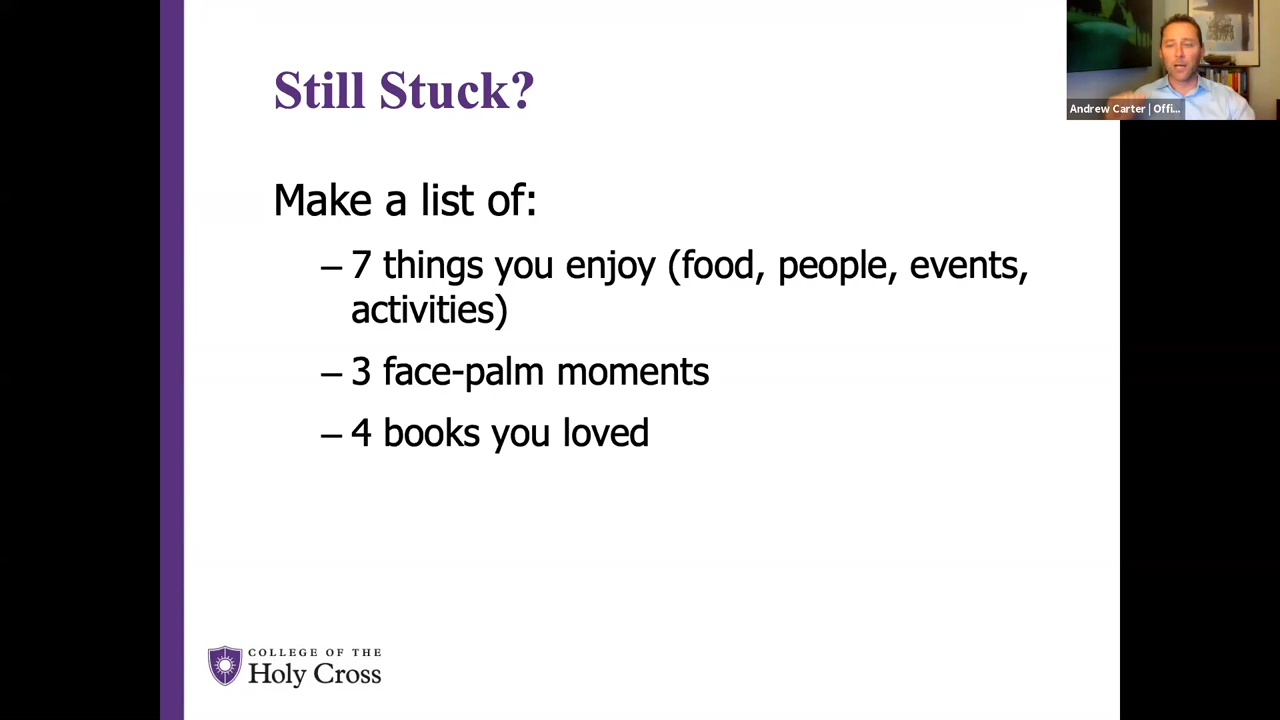 Still Stuck?
Andrew Carter | Offi...
Make a list of:
– 7 things you enjoy (food, people, events,
activities)
– 3 face-palm moments
– 4 books you loved
COLLEGE OF THE
Holy Cross